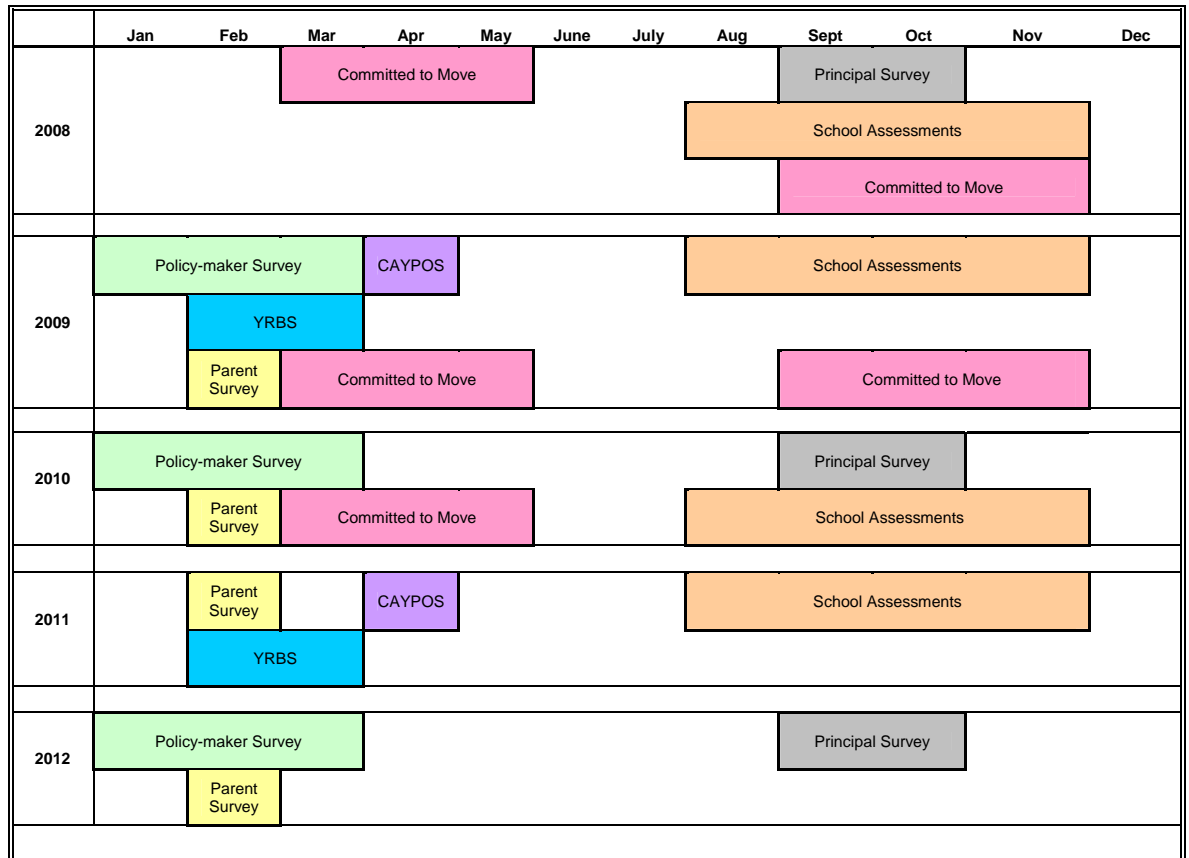 Jan Feb Mar Apr May June July Aug Sept Oct Nov Dec
Committed to Move Principal Survey
2008
School Assessments
Committed to Move
Policy-maker Survey CAYPOS School Assessments
2009
YRBS
Parent
Survey
Committed to Move Committed to Move
2010
Policy-maker Survey Principal Survey
Parent
Survey
Committed to Move School Assessments
2011
Parent
Survey
CAYPOS School Assessments
YRBS
2012
Policy-maker Survey Principal Survey
Parent
Survey